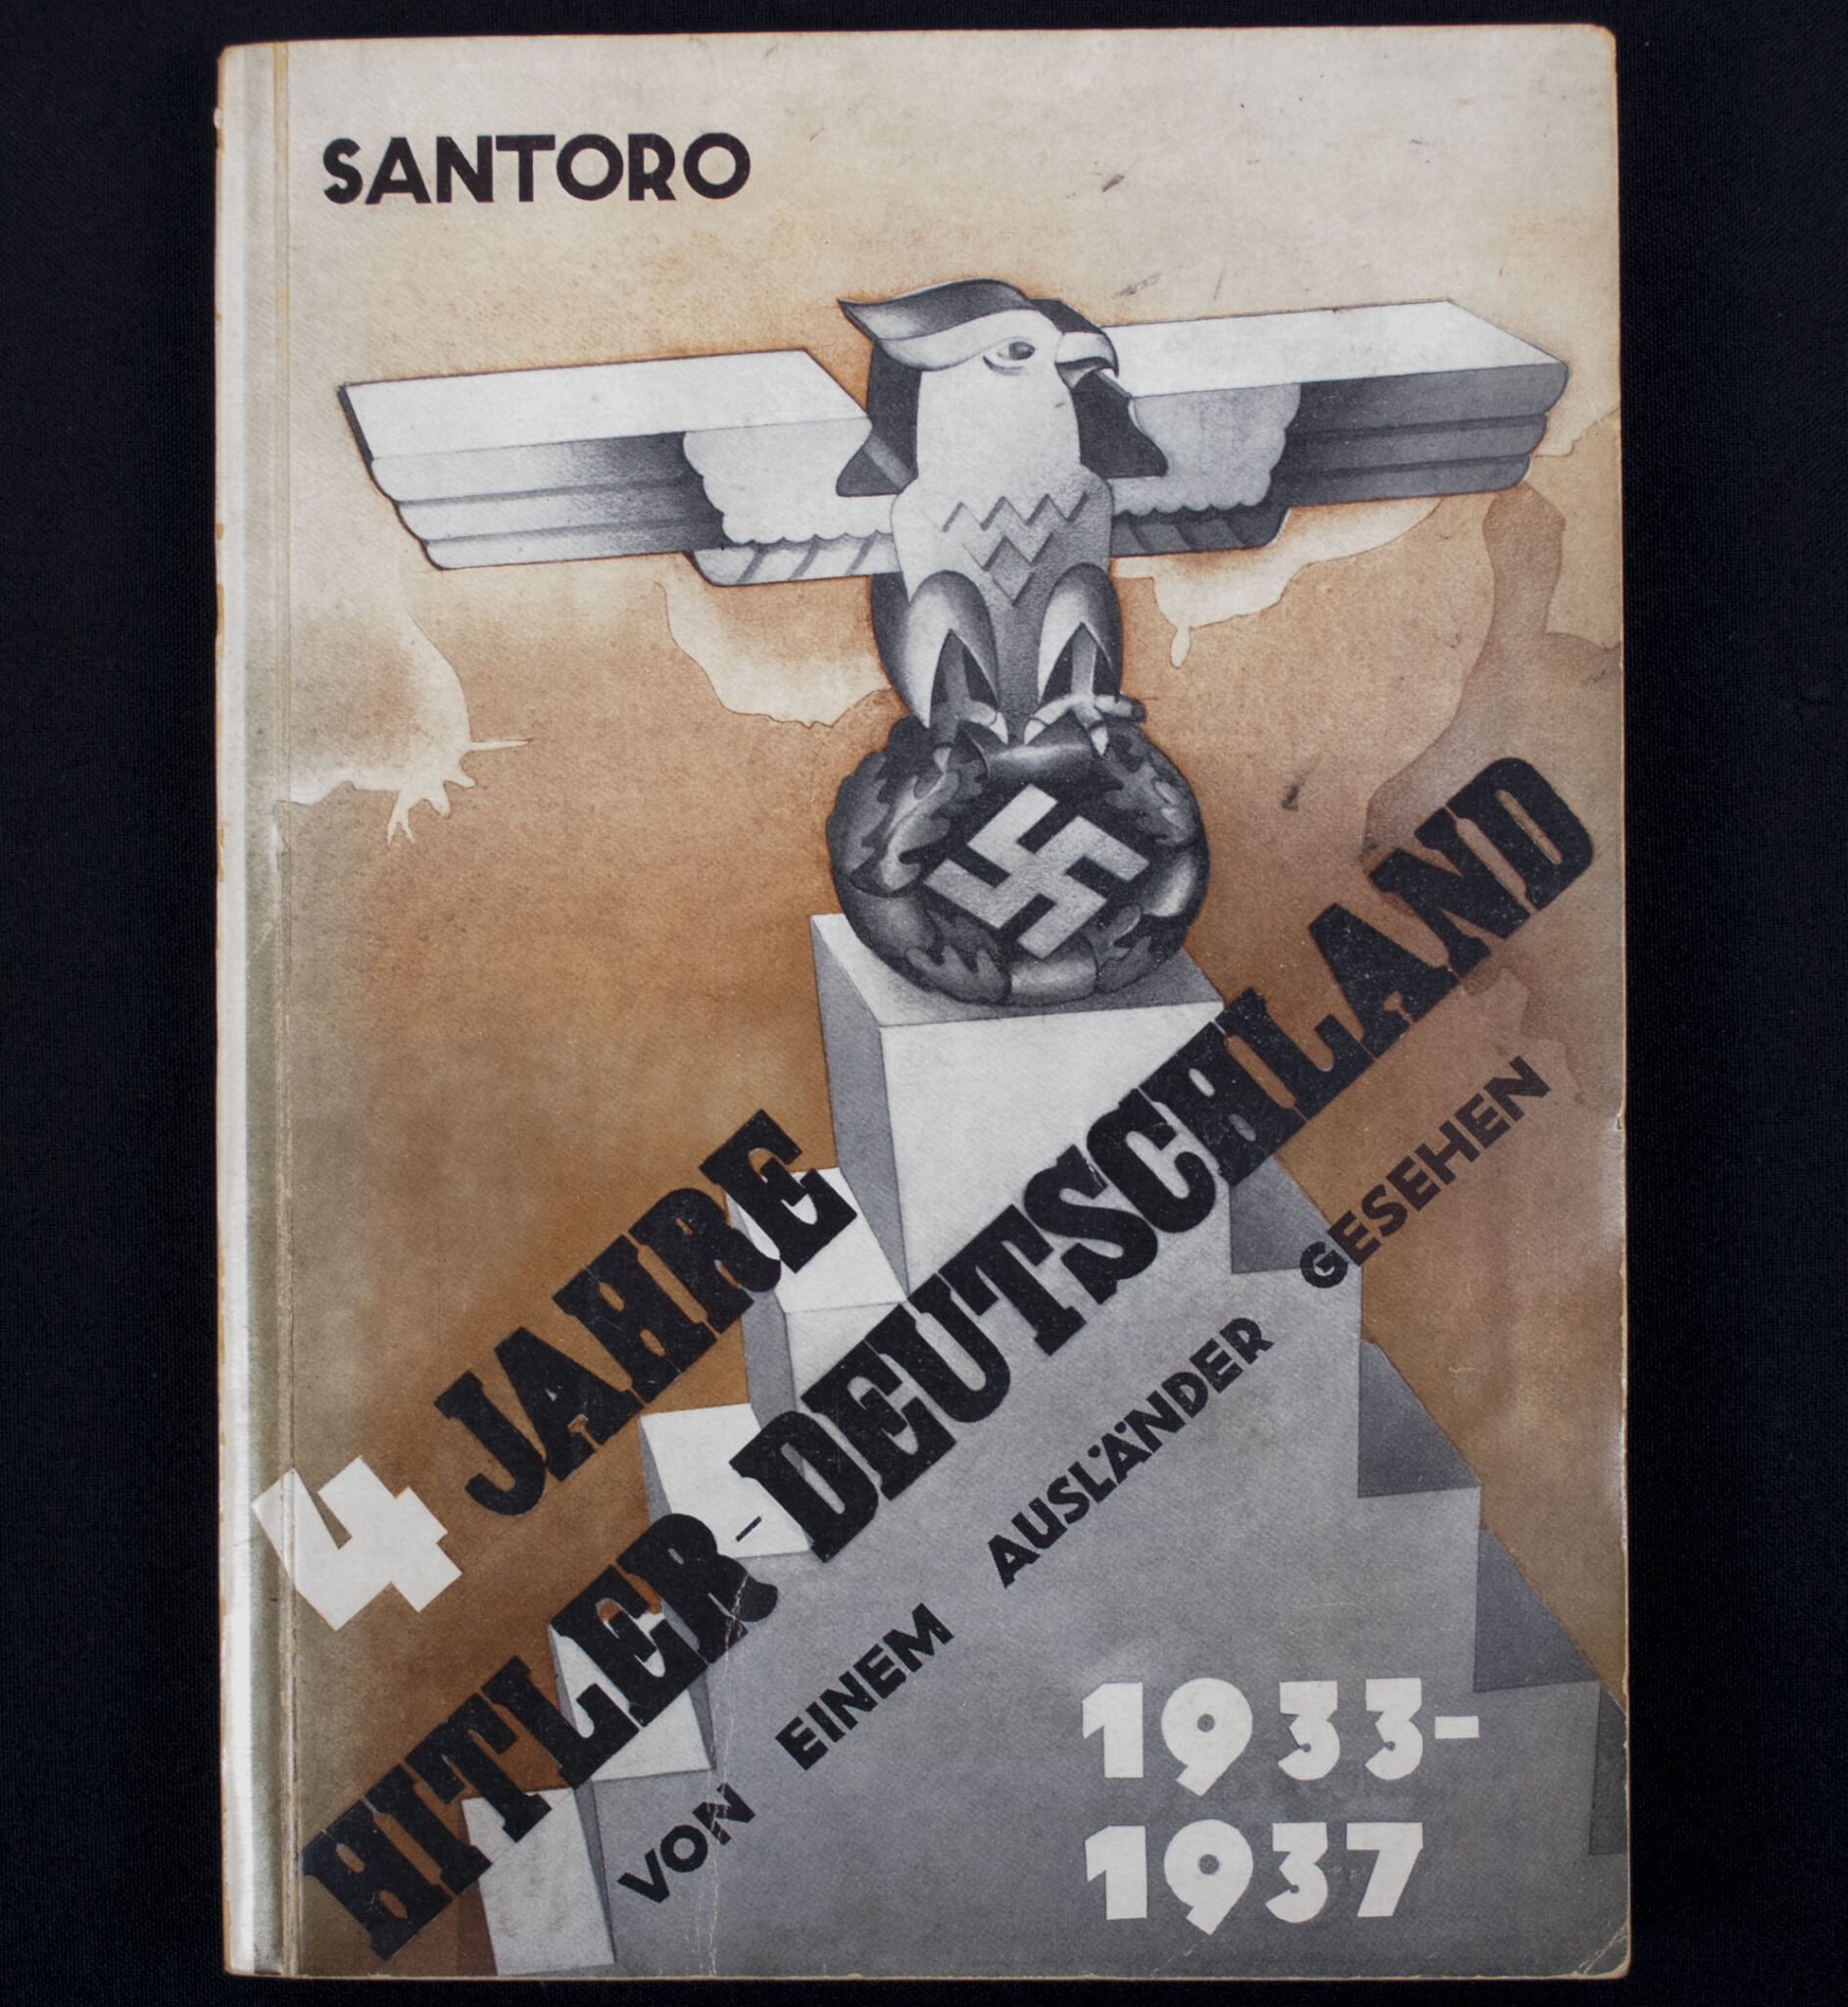 SANTORO
4 JAHRE
HITLER-DEUTSCHLAND
VON EINEM AUSLÄNDER GESEHEN
1933-
1937